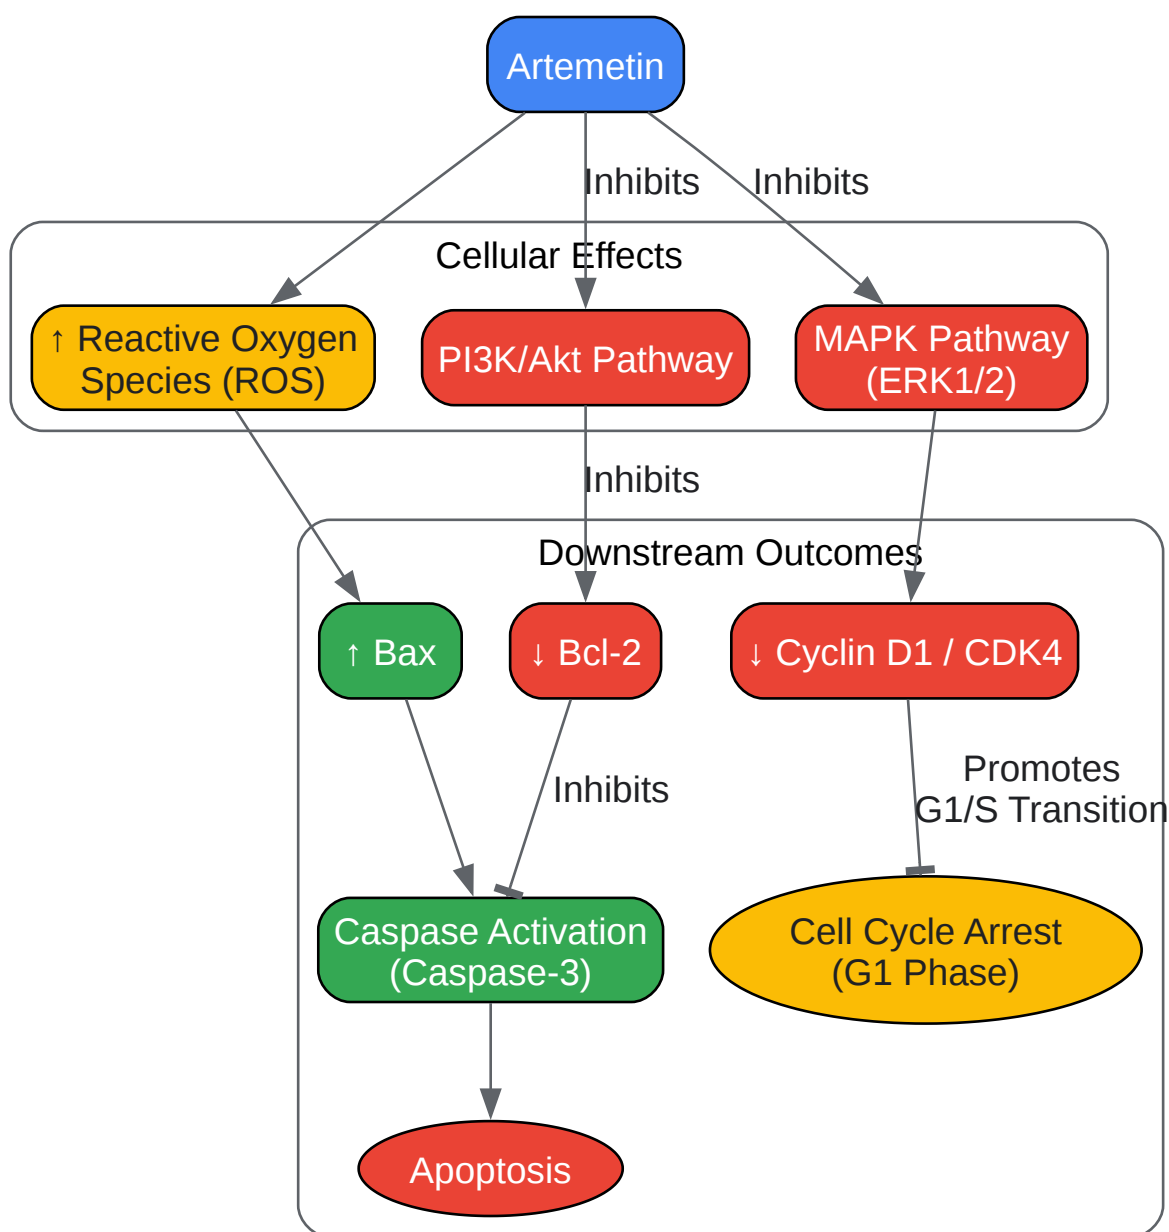 Artemetin
Inhibits
Inhibits
Cellular Effects
↑ Reactive Oxygen
Species (ROS)
PI3K/Akt Pathway
MAPK Pathway
(ERK1/2)
Inhibits
Downstream Outcomes
↑ Bax
↓ Bcl-2
↓ Cyclin D1 / CDK4
Inhibits
Promotes
G1/S Transition
Caspase Activation
(Caspase-3)
Cell Cycle Arrest
(G1 Phase)
Apoptosis